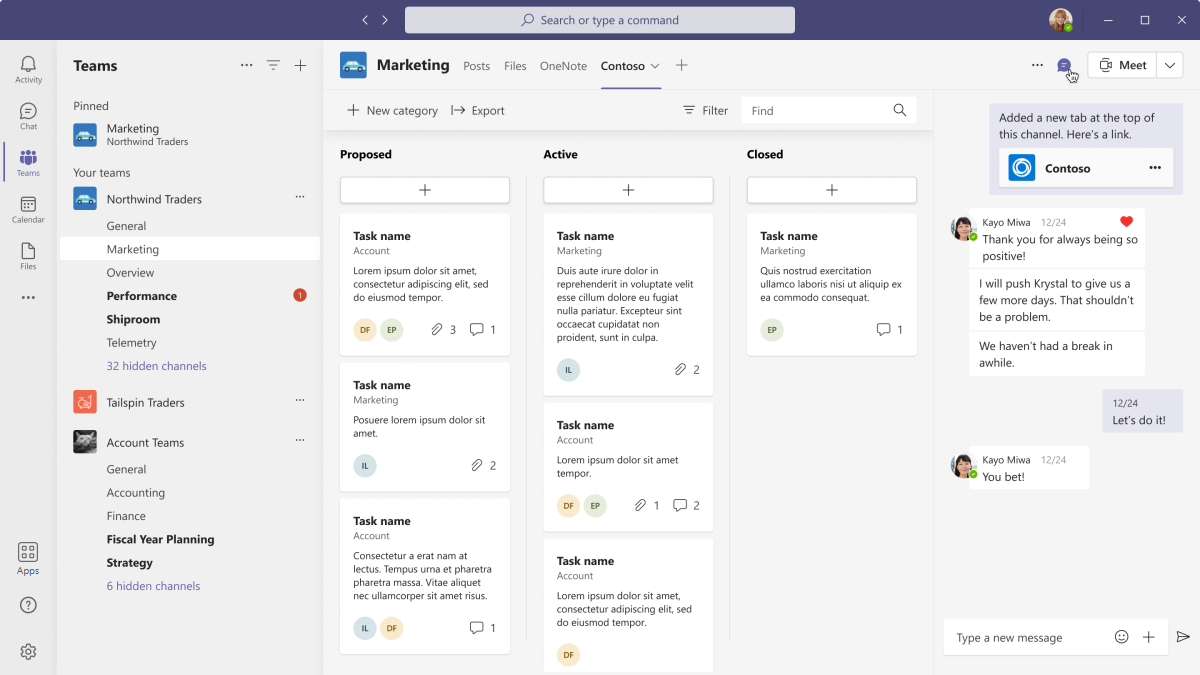 Search or type a command
Activity
Chat
Teams
Calendar
Files
Apps
Teams
Pinned
Marketing
Northwind Traders
Your teams
Northwind Traders
General
Marketing
Overview
Performance
1
Shiproom
Telemetry
32 hidden channels
Tailspin Traders
Account Teams
General
Accounting
Finance
Fiscal Year Planning
Strategy
6 hidden channels
Marketing
Posts
Files
OneNote
Contoso
Meet
New category
Export
Filter
Find
Proposed
Task name
Account
Lorem ipsum dolor sit amet,
consectetur adipiscing elit, sed
do eiusmod tempor.
DF EP 3 1
Task name
Marketing
Posuere lorem ipsum dolor sit
amet.
IL 2
Task name
Account
Consectetur a erat nam at
lectus. Tempus urna et pharetra
pharetra massa. Vitae aliquet
nec ullamcorper sit amet risus.
IL DF 1
Active
Task name
Marketing
Duis aute irure dolor in
reprehenderit in voluptate velit
esse cillum dolore eu fugiat
nulla pariatur. Excepteur sint
occaecat cupidatat non
proident, sunt in culpa.
IL 2
Task name
Account
Lorem ipsum dolor sit amet
tempor.
DF EP 1 2
Task name
Account
Lorem ipsum dolor sit amet,
consectetur adipiscing elit, sed
do eiusmod tempor.
DF
Closed
Task name
Marketing
Quis nostrud exercitation
ullamco laboris nisi ut aliquip ex
ea commodo consequat.
EP 1
Added a new tab at the top of
this channel. Here's a link.
Contoso
Kayo Miwa 12/24
Thank you for always being so
positive!
I will push Krystal to give us a
few more days. That shouldn't
be a problem.
We haven't had a break in
awhile.
12/24
Let's do it!
Kayo Miwa 12/24
You bet!
Type a new message